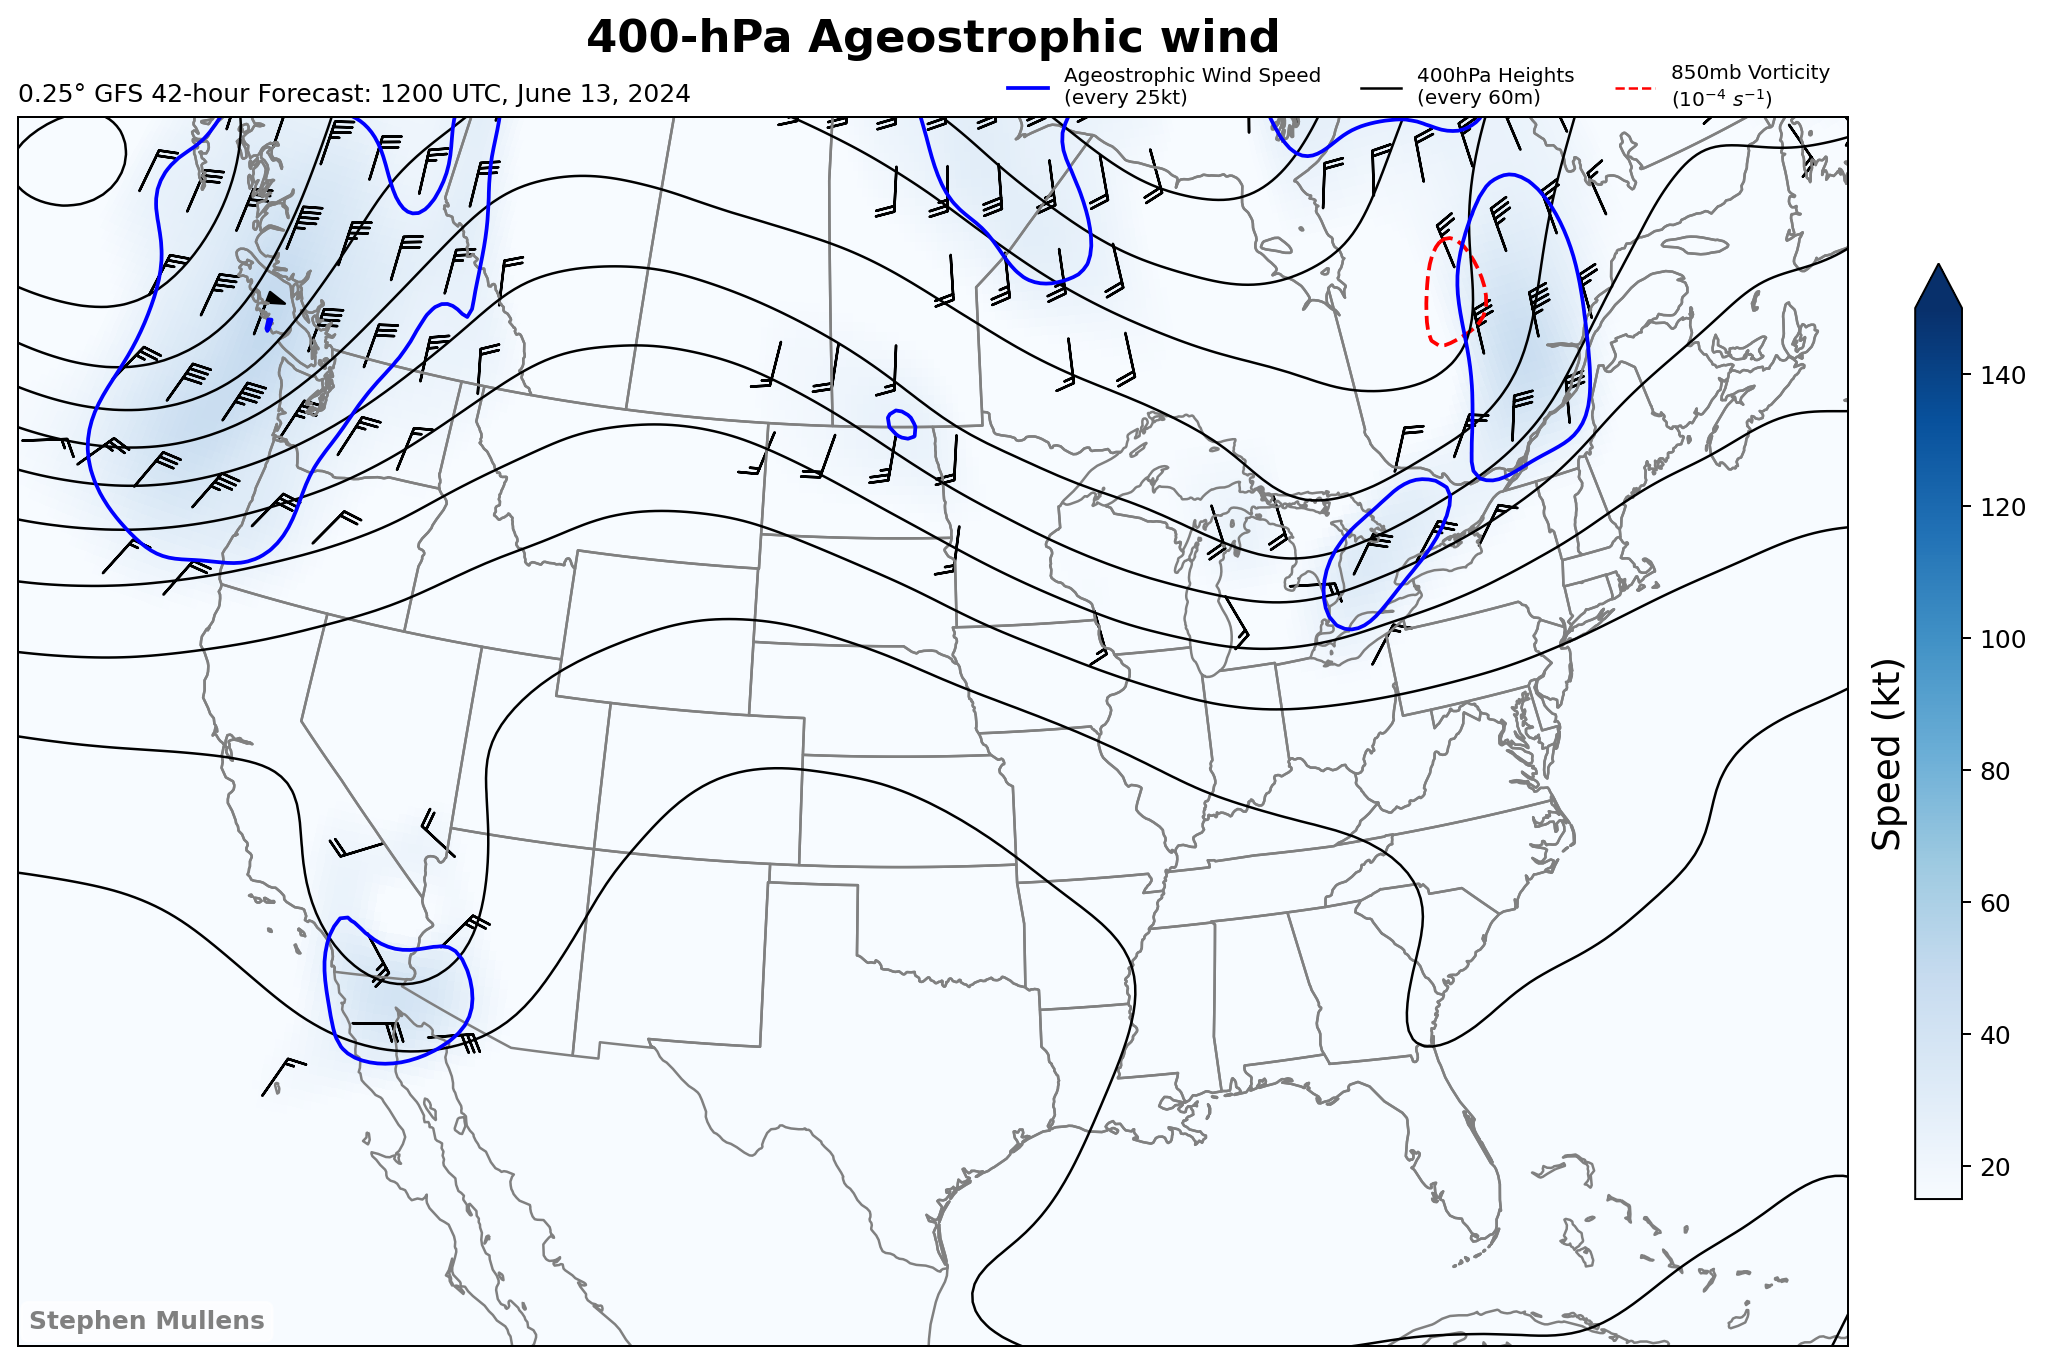 400-hPa Ageostrophic wind
0.25° GFS 42-hour Forecast: 1200 UTC, June 13, 2024
Ageostrophic Wind Speed
(every 25kt)
400hPa Heights
(every 60m)
850mb Vorticity
(10⁻⁴ s⁻¹)
140
120
100
80
60
40
20
Speed (kt)
Stephen Mullens